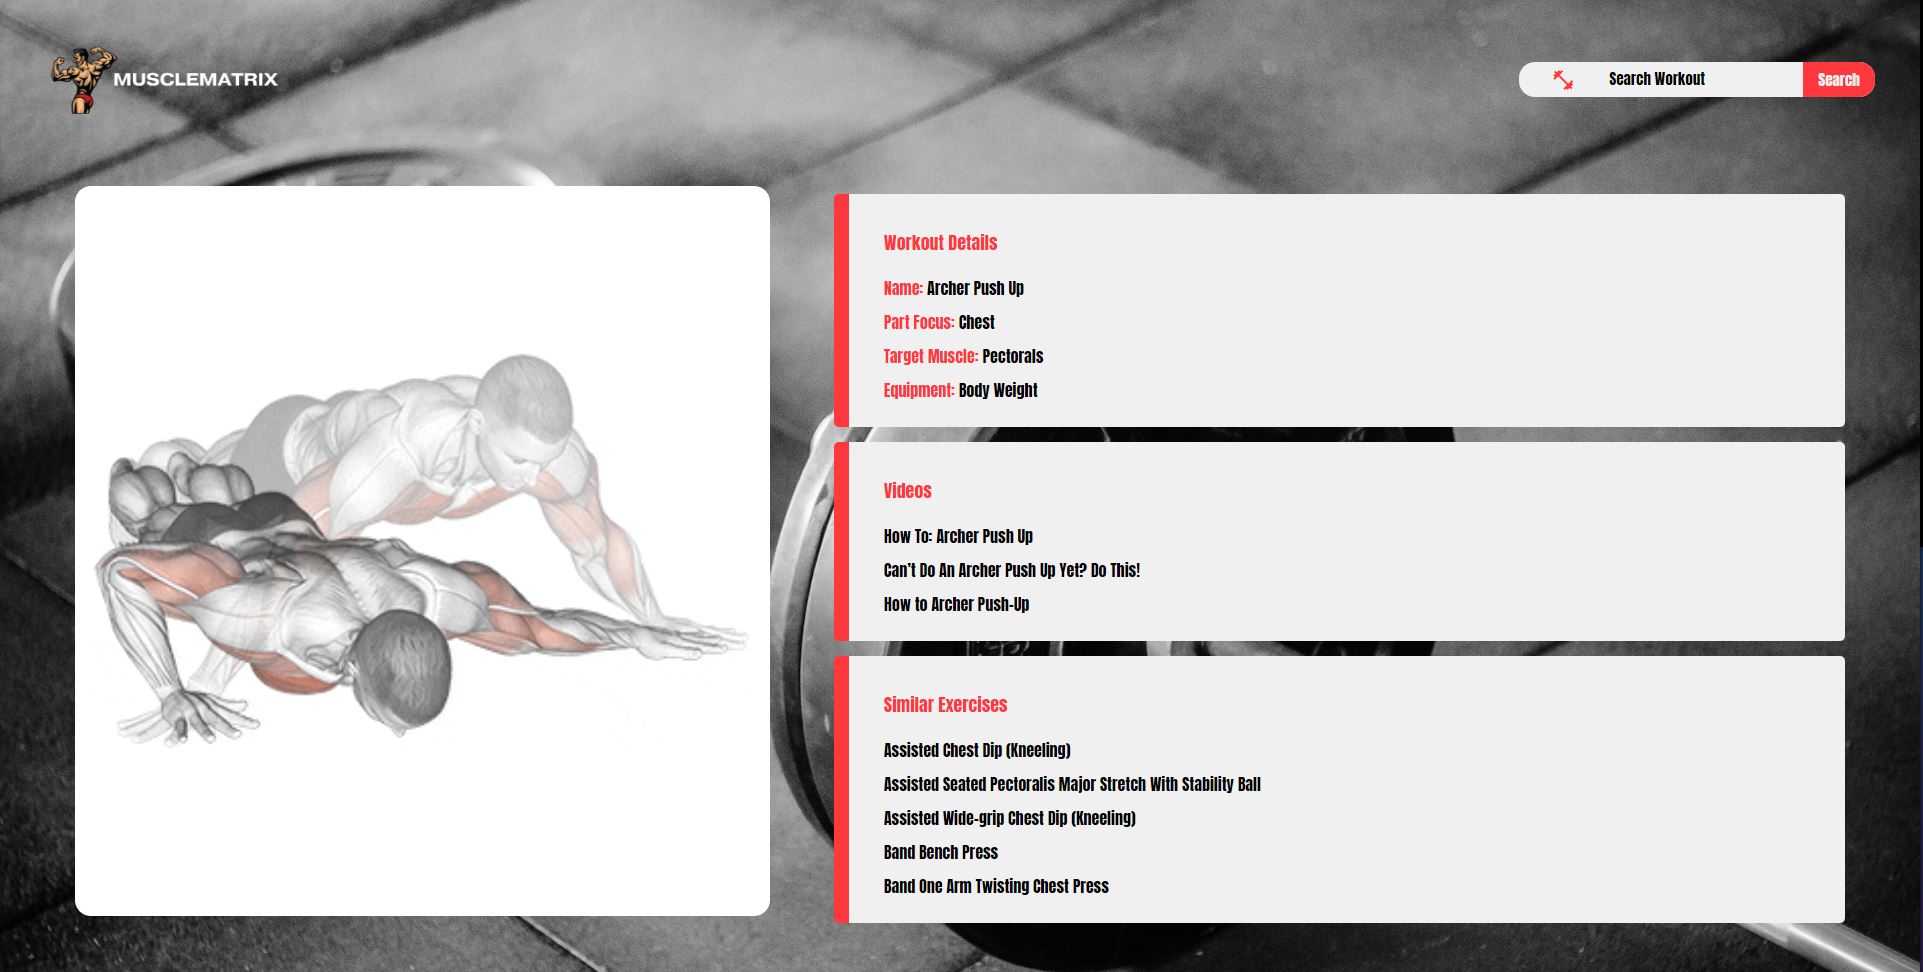 MUSCLEMATRIX
Search Workout
Search
Workout Details
Name: Archer Push Up
Part Focus: Chest
Target Muscle: Pectorals
Equipment: Body Weight
Videos
How To: Archer Push Up
Can't Do An Archer Push Up Yet? Do This!
How to Archer Push-Up
Similar Exercises
Assisted Chest Dip (Kneeling)
Assisted Seated Pectoralis Major Stretch With Stability Ball
Assisted Wide-grip Chest Dip (Kneeling)
Band Bench Press
Band One Arm Twisting Chest Press